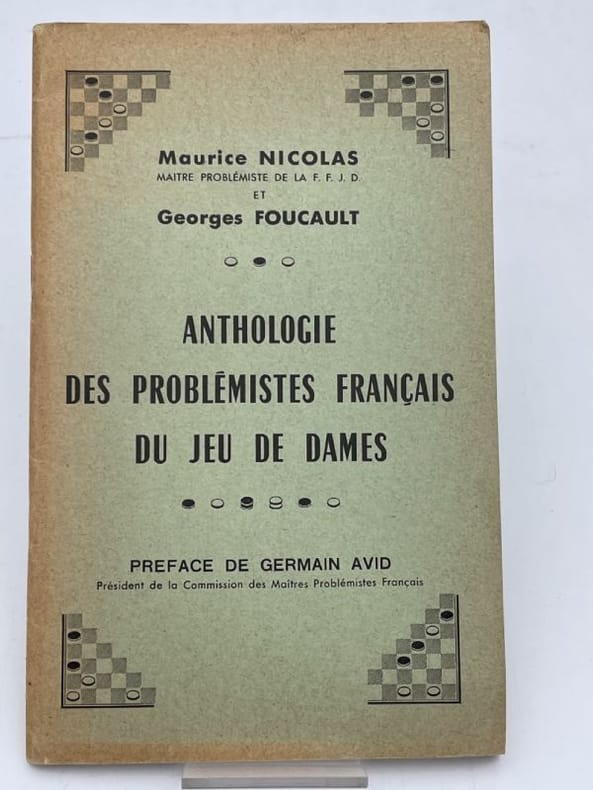 Maurice NICOLAS
MAITRE PROBLÉMISTE DE LA F. F. J. D.
ET
Georges FOUCAULT
ANTHOLOGIE
DES PROBLÉMISTES FRANÇAIS
DU JEU DE DAMES
PREFACE DE GERMAIN AVID
Président de la Commission des Maîtres Problémistes Français